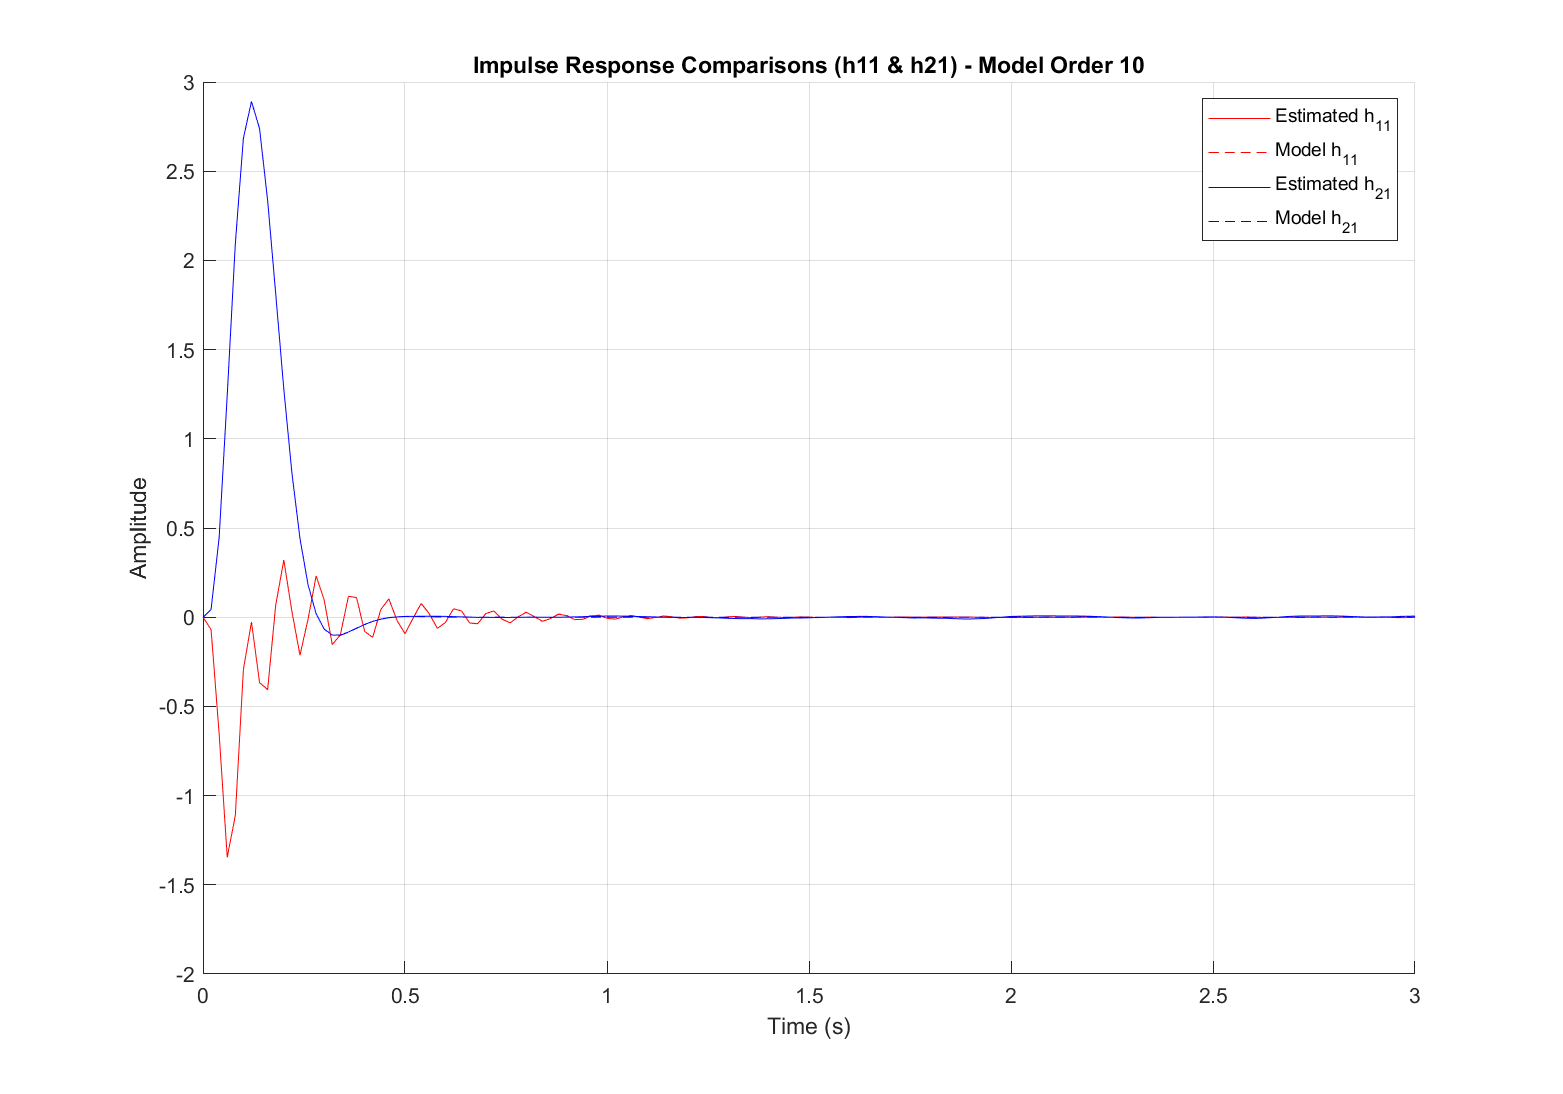 Impulse Response Comparisons (h11 & h21) - Model Order 10
3
2.5
2
1.5
1
0.5
0
-0.5
-1
-1.5
-2
Amplitude
Estimated h11
Model h11
Estimated h21
Model h21
0 0.5 1 1.5 2 2.5 3
Time (s)